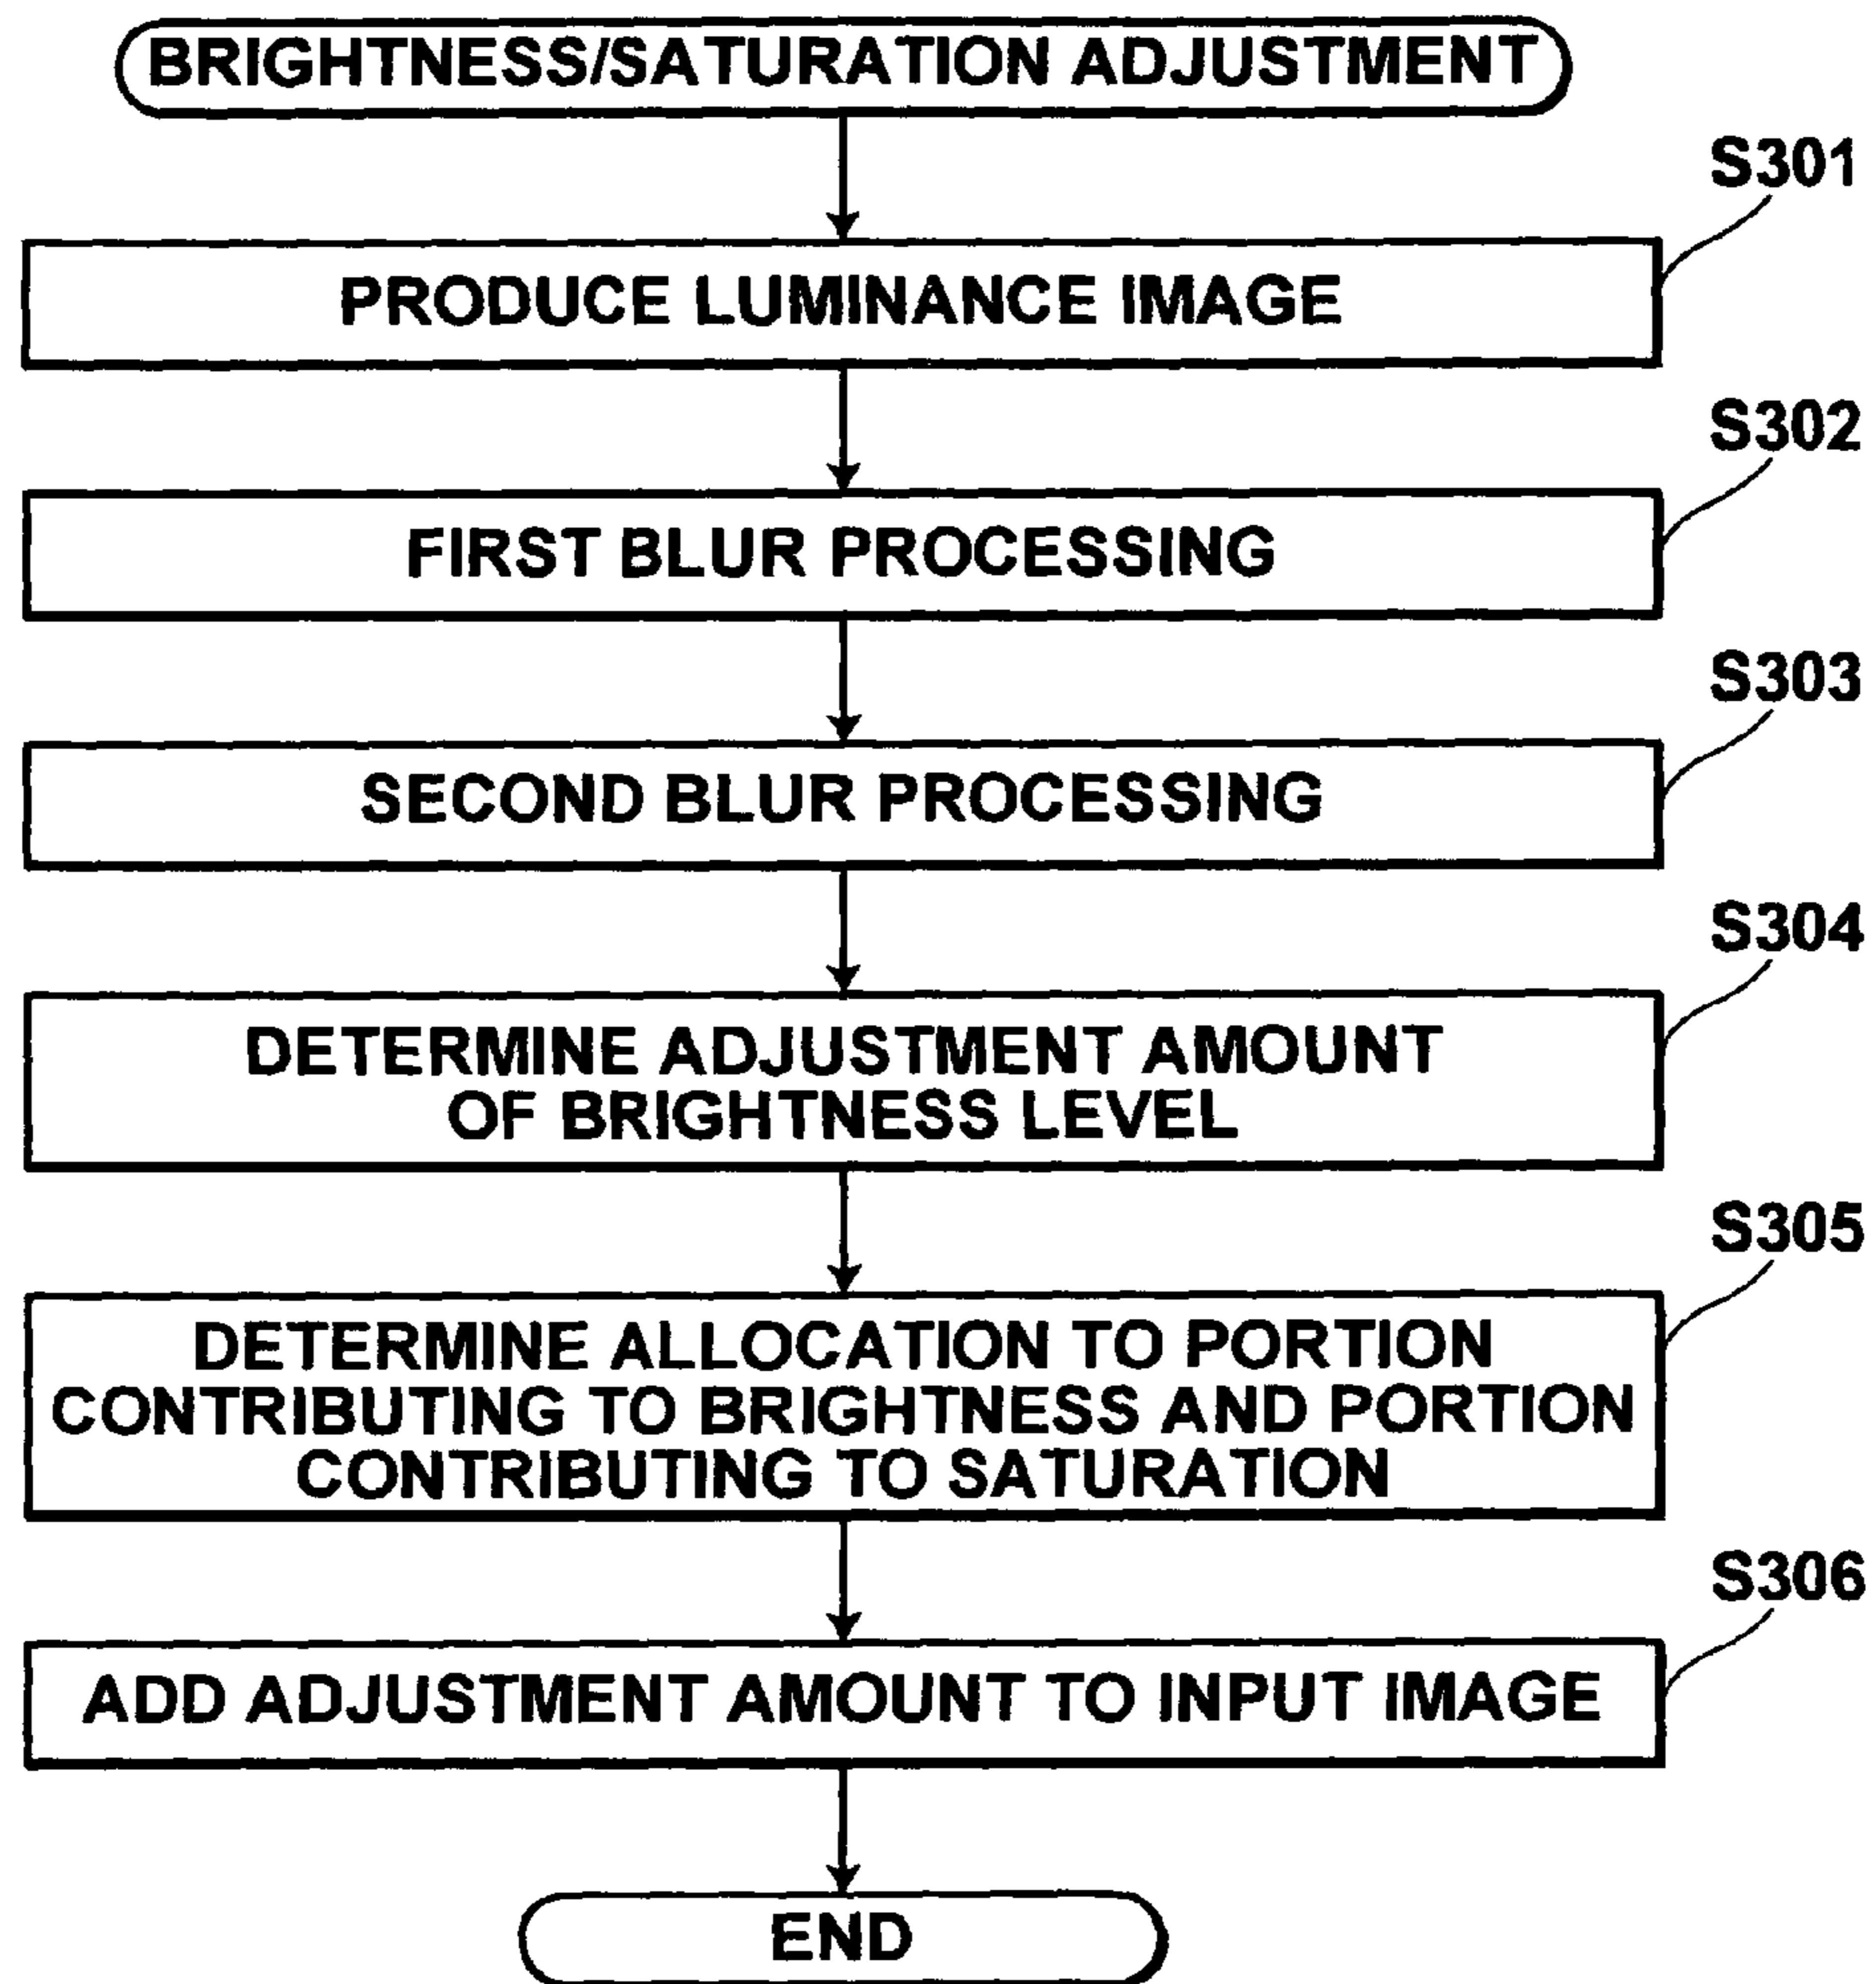 BRIGHTNESS/SATURATION ADJUSTMENT
S301
PRODUCE LUMINANCE IMAGE
S302
FIRST BLUR PROCESSING
S303
SECOND BLUR PROCESSING
S304
DETERMINE ADJUSTMENT AMOUNT
OF BRIGHTNESS LEVEL
S305
DETERMINE ALLOCATION TO PORTION
CONTRIBUTING TO BRIGHTNESS AND PORTION
CONTRIBUTING TO SATURATION
S306
ADD ADJUSTMENT AMOUNT TO INPUT IMAGE
END